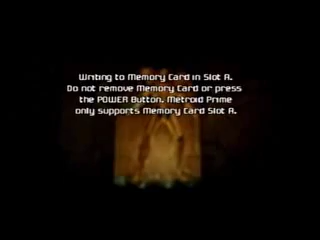 Writing to Memory Card in Slot A.
Do not remove Memory Card or press
the POWER Button. Metroid Prime
only supports Memory Card Slot A.